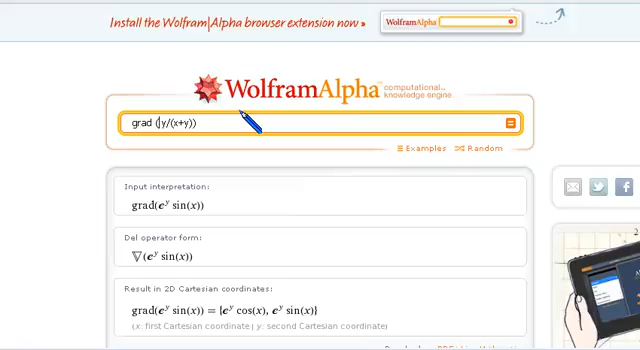 Install the Wolfram|Alpha browser extension now »
WolframAlpha
WolframAlpha computational...
knowledge engine
grad (y/(x+y))
Examples Random
Input interpretation:
grad(e^y sin(x))
Del operator form:
∇(e^y sin(x))
Result in 2D Cartesian coordinates:
grad(e^y sin(x)) = {e^y cos(x), e^y sin(x)}
(x: first Cartesian coordinate | y: second Cartesian coordinate)
2